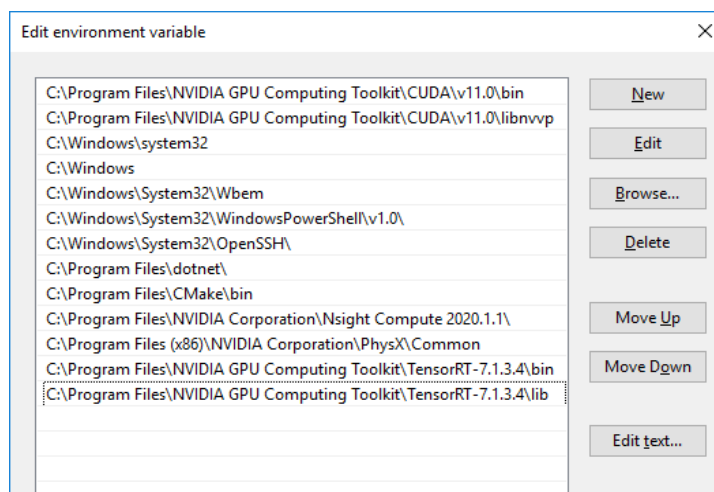 Edit environment variable
C:\Program Files\NVIDIA GPU Computing Toolkit\CUDA\v11.0\bin
C:\Program Files\NVIDIA GPU Computing Toolkit\CUDA\v11.0\libnvvp
C:\Windows\system32
C:\Windows
C:\Windows\System32\Wbem
C:\Windows\System32\WindowsPowerShell\v1.0\
C:\Windows\System32\OpenSSH\
C:\Program Files\dotnet\
C:\Program Files\CMake\bin
C:\Program Files\NVIDIA Corporation\Nsight Compute 2020.1.1\
C:\Program Files (x86)\NVIDIA Corporation\PhysX\Common
C:\Program Files\NVIDIA GPU Computing Toolkit\TensorRT-7.1.3.4\bin
C:\Program Files\NVIDIA GPU Computing Toolkit\TensorRT-7.1.3.4\lib
New
Edit
Browse...
Delete
Move Up
Move Down
Edit text...